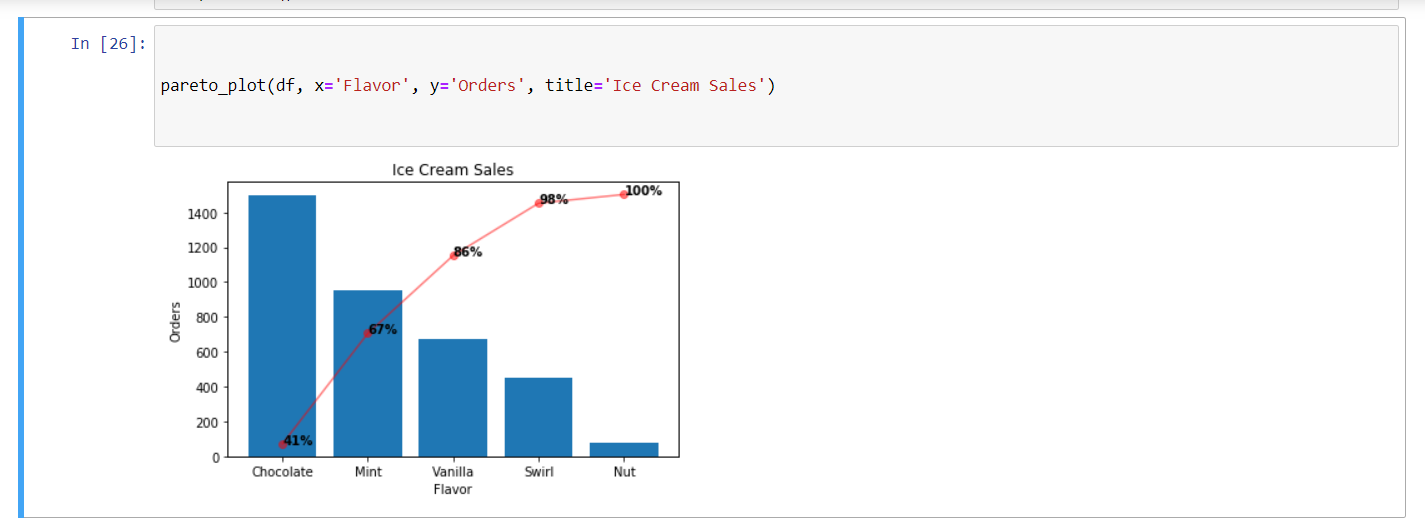 In [26]:
pareto_plot(df, x='Flavor', y='Orders', title='Ice Cream Sales')
Ice Cream Sales
100%
98%
1400
1200
86%
1000
800
67%
Orders
600
400
200
41%
0
Chocolate Mint Vanilla Swirl Nut
Flavor